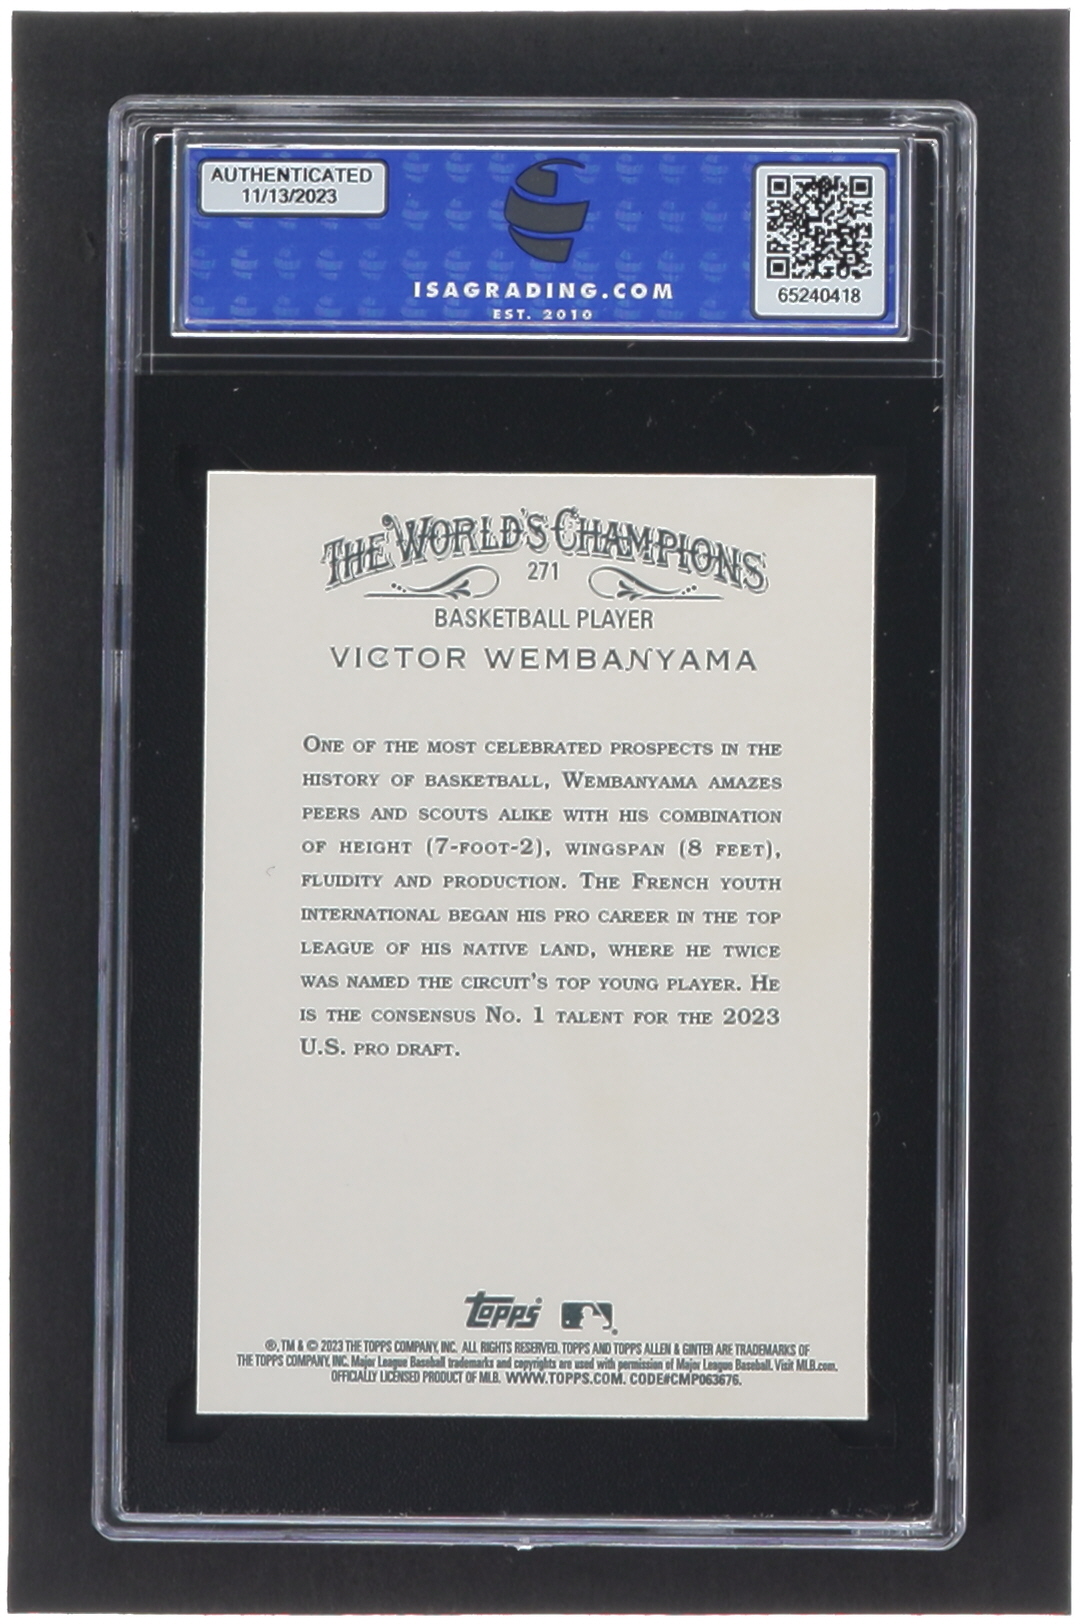 AUTHENTICATED
11/13/2023
ISAGRADING.COM
EST. 2010
65240418
THE WORLD'S CHAMPIONS
271
BASKETBALL PLAYER
VICTOR WEMBANYAMA
ONE OF THE MOST CELEBRATED PROSPECTS IN THE
HISTORY OF BASKETBALL, WEMBANYAMA AMAZES
PEERS AND SCOUTS ALIKE WITH HIS COMBINATION
OF HEIGHT (7-FOOT-2), WINGSPAN (8 FEET),
FLUIDITY AND PRODUCTION. THE FRENCH YOUTH
INTERNATIONAL BEGAN HIS PRO CAREER IN THE TOP
LEAGUE OF HIS NATIVE LAND, WHERE HE TWICE
WAS NAMED THE CIRCUIT'S TOP YOUNG PLAYER. HE
IS THE CONSENSUS NO. 1 TALENT FOR THE 2023
U.S. PRO DRAFT.
Topps
®, TM & © 2023 THE TOPPS COMPANY, INC. ALL RIGHTS RESERVED. TOPPS AND TOPPS ALLEN & GINTER ARE TRADEMARKS OF
THE TOPPS COMPANY, INC. Major League Baseball trademarks and copyrights are used with permission of Major League Baseball. Visit MLB.com.
OFFICIALLY LICENSED PRODUCT OF MLB. WWW.TOPPS.COM. CODE#CMP063676.